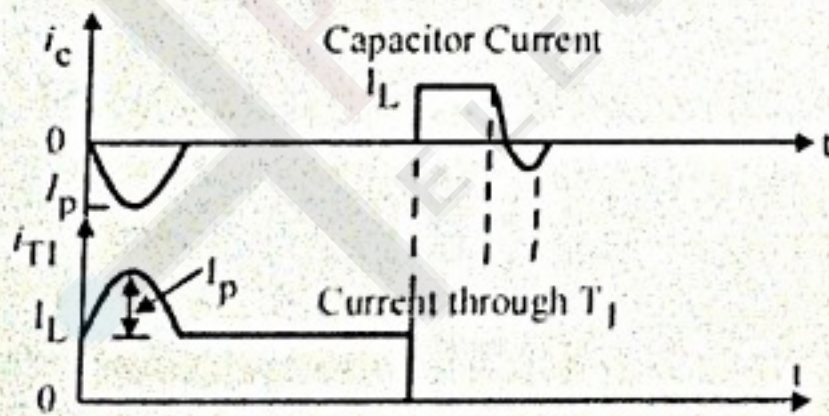 i_c
Capacitor Current
I_L
0
t
I_p
i_T1
I_p
Current through T_1
I_L
t
0